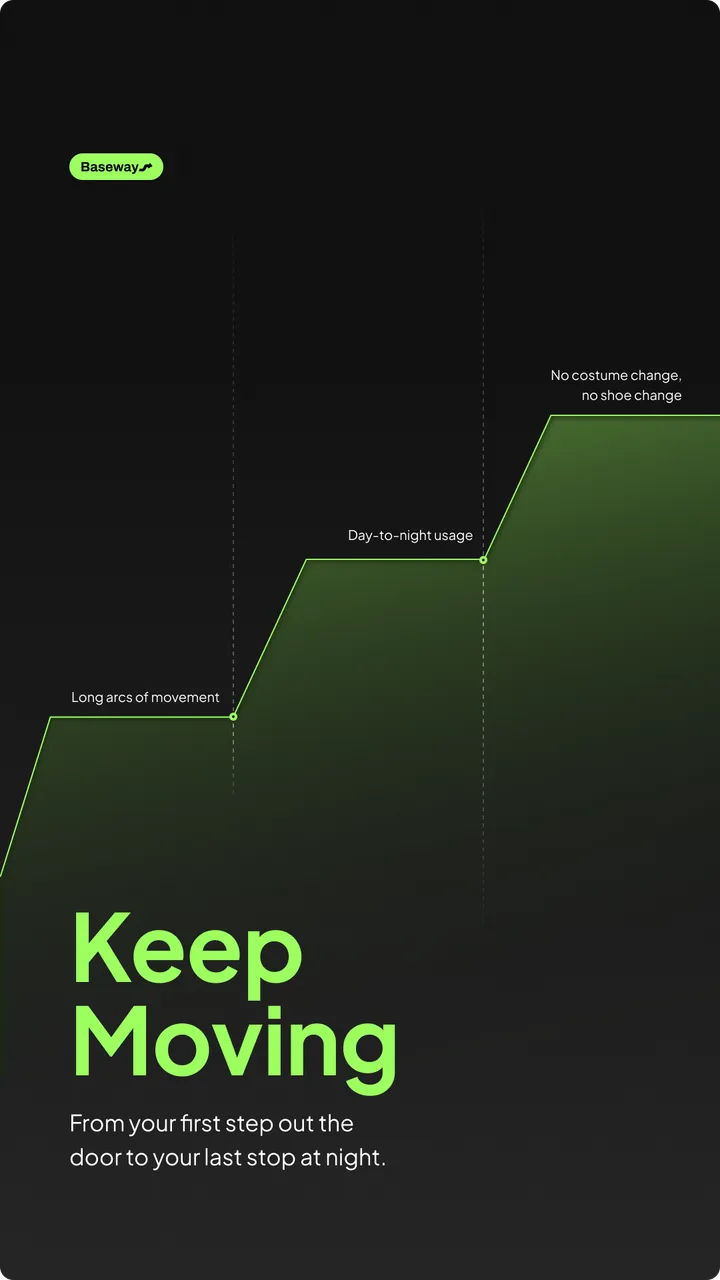 Baseway
No costume change,
no shoe change
Day-to-night usage
Long arcs of movement
Keep
Moving
From your first step out the
door to your last stop at night.